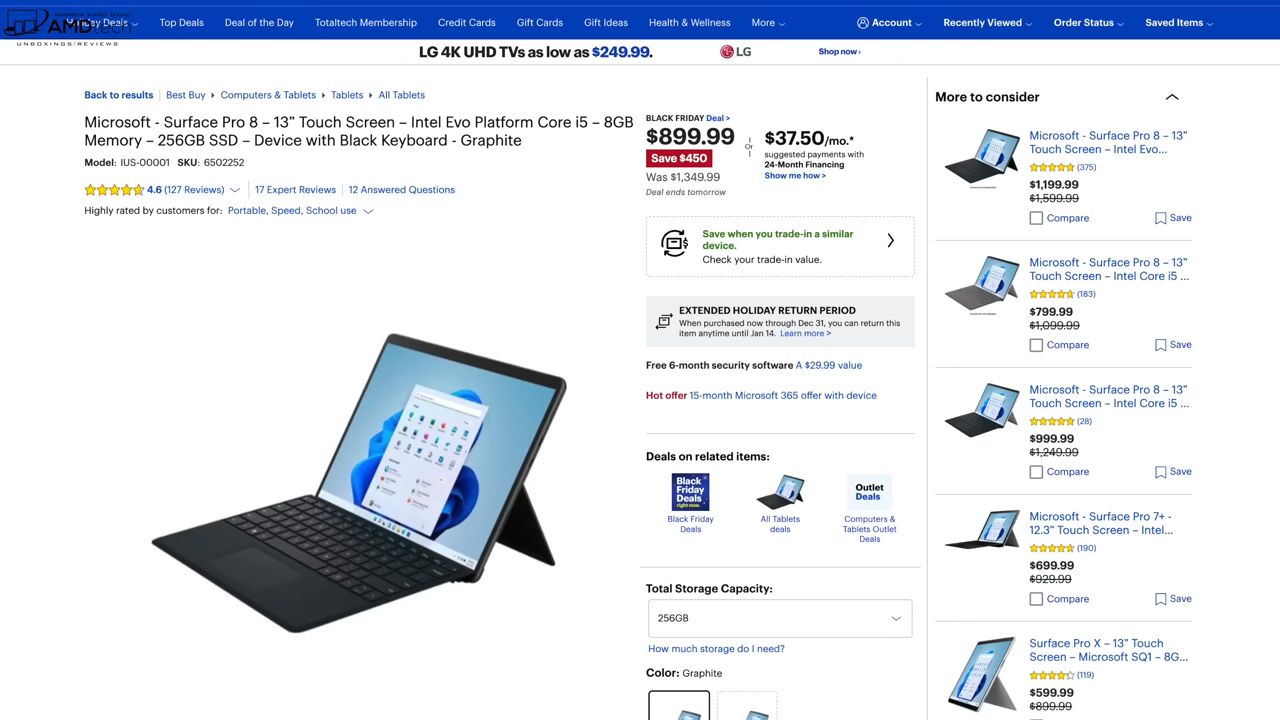 ANDREW MARC DAVID
AMDtech
UNBOXINGS/REVIEWS
Deals
Top Deals
Deal of the Day
Totaltech Membership
Credit Cards
Gift Cards
Gift Ideas
Health & Wellness
More
Account
Recently Viewed
Order Status
Saved Items
LG 4K UHD TVs as low as $249.99.
LG
Shop now ›
Back to results
Best Buy
Computers & Tablets
Tablets
All Tablets
Microsoft - Surface Pro 8 – 13” Touch Screen – Intel Evo Platform Core i5 – 8GB
Memory – 256GB SSD – Device with Black Keyboard - Graphite
Model: IUS-00001 SKU: 6502252
4.6 (127 Reviews)
17 Expert Reviews
12 Answered Questions
Highly rated by customers for: Portable, Speed, School use
BLACK FRIDAY Deal >
$899.99
Save $450
Was $1,349.99
Deal ends tomorrow
Or
$37.50/mo.*
suggested payments with
24-Month Financing
Show me how >
Save when you trade-in a similar
device.
Check your trade-in value.
EXTENDED HOLIDAY RETURN PERIOD
When purchased now through Dec 31, you can return this
item anytime until Jan 14. Learn more >
Free 6-month security software A $29.99 value
Hot offer 15-month Microsoft 365 offer with device
Deals on related items:
Black
Friday
Deals
right now.
Black Friday
Deals
All Tablets
deals
Outlet
Deals
Computers &
Tablets Outlet
Deals
Total Storage Capacity:
256GB
How much storage do I need?
Color: Graphite
More to consider
Microsoft - Surface Pro 8 – 13”
Touch Screen – Intel Evo...
(375)
$1,199.99
$1,599.99
Compare
Save
Microsoft - Surface Pro 8 – 13”
Touch Screen – Intel Core i5 ...
(183)
$799.99
$1,099.99
Compare
Save
Microsoft - Surface Pro 8 – 13”
Touch Screen – Intel Core i5 ...
(28)
$999.99
$1,249.99
Compare
Save
Microsoft - Surface Pro 7+ -
12.3” Touch Screen – Intel...
(190)
$699.99
$929.99
Compare
Save
Surface Pro X – 13” Touch
Screen – Microsoft SQ1 – 8G...
(119)
$599.99
$899.99